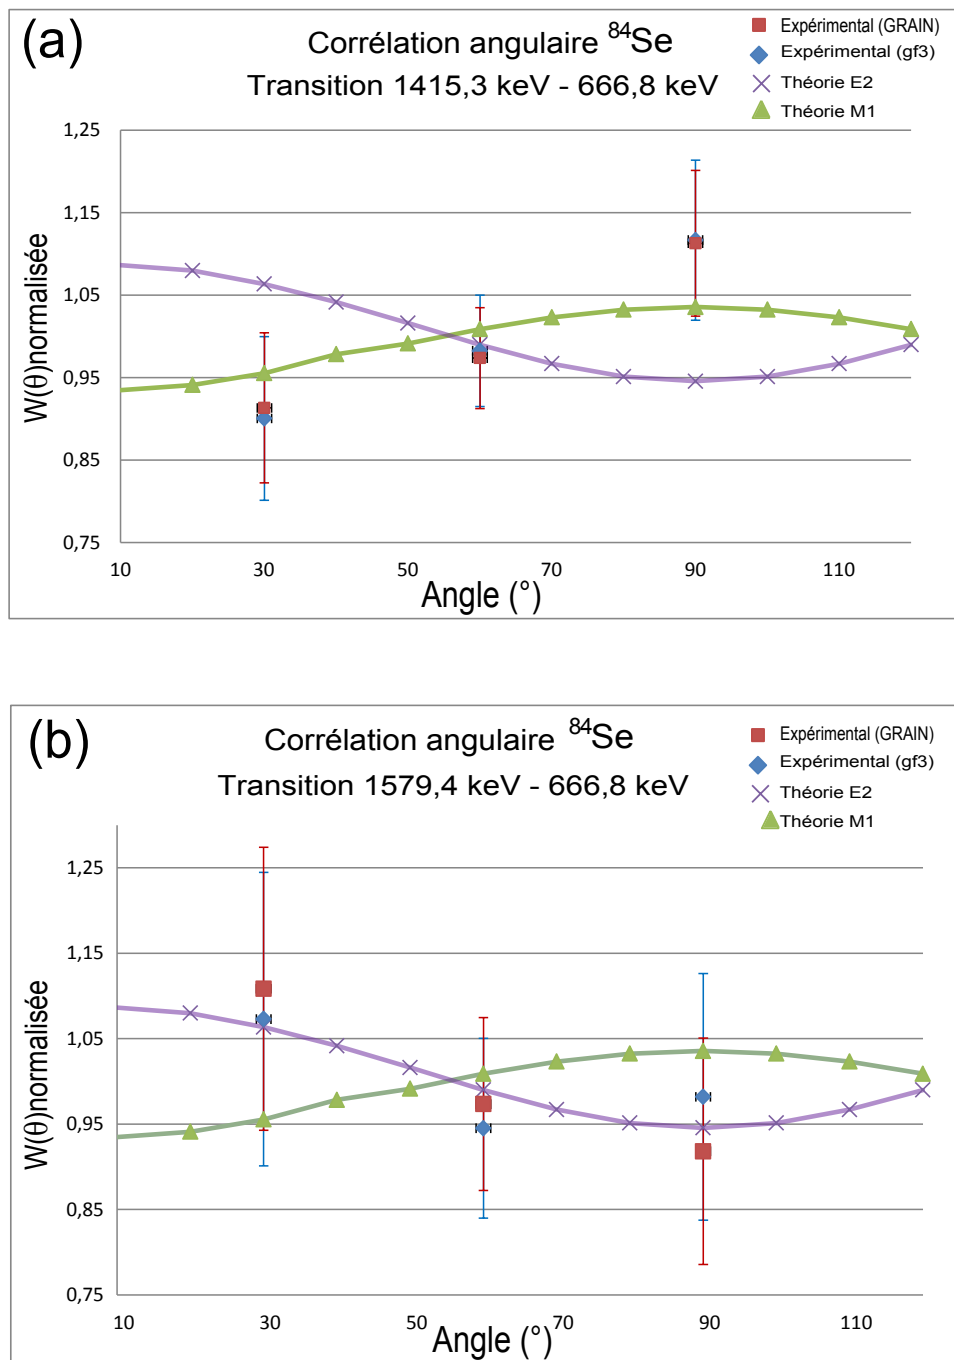 (a)
Corrélation angulaire ⁸⁴Se
Transition 1415,3 keV - 666,8 keV
Expérimental (GRAIN)
Expérimental (gf3)
Théorie E2
Théorie M1
1,25
1,15
1,05
0,95
0,85
0,75
W(θ)normalisée
10 30 50 70 90 110
Angle (°)
(b)
Corrélation angulaire ⁸⁴Se
Transition 1579,4 keV - 666,8 keV
Expérimental (GRAIN)
Expérimental (gf3)
Théorie E2
Théorie M1
1,25
1,15
1,05
0,95
0,85
0,75
W(θ)normalisée
10 30 50 70 90 110
Angle (°)